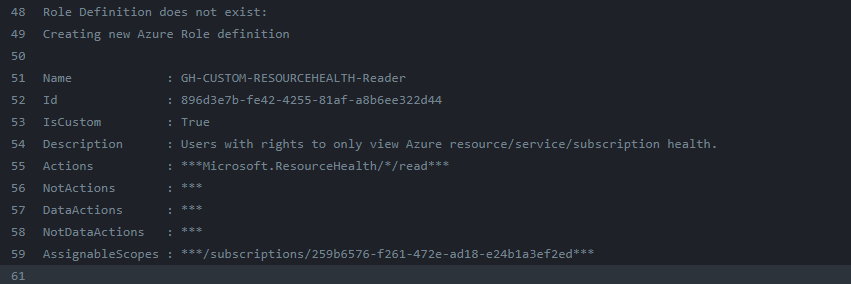 48 Role Definition does not exist:
49 Creating new Azure Role definition
50
51 Name : GH-CUSTOM-RESOURCEHEALTH-Reader
52 Id : 896d3e7b-fe42-4255-81af-a8b6ee322d44
53 IsCustom : True
54 Description : Users with rights to only view Azure resource/service/subscription health.
55 Actions : ***Microsoft.ResourceHealth/*/read***
56 NotActions : ***
57 DataActions : ***
58 NotDataActions : ***
59 AssignableScopes : ***/subscriptions/259b6576-f261-472e-ad18-e24b1a3ef2ed***
61